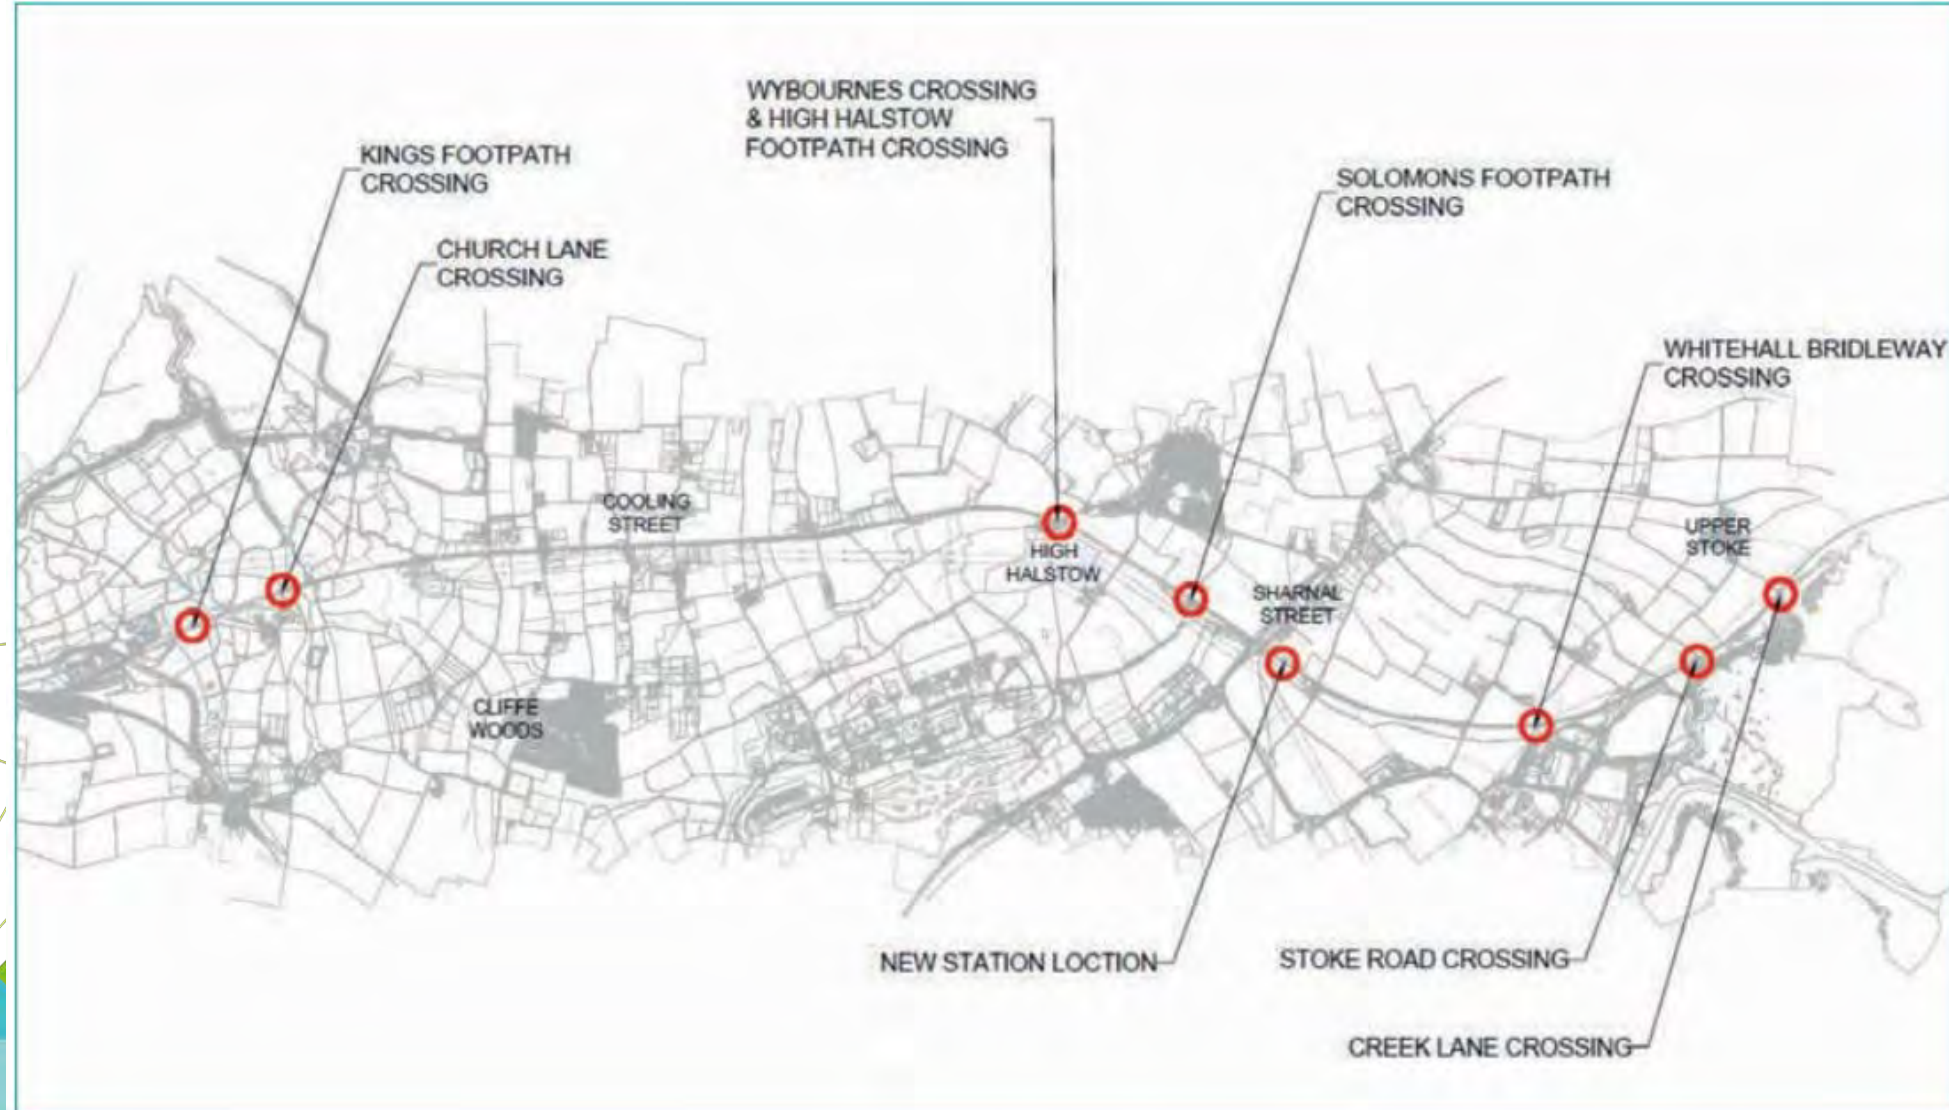 WYBOURNES CROSSING
& HIGH HALSTOW
FOOTPATH CROSSING
KINGS FOOTPATH
CROSSING
SOLOMONS FOOTPATH
CROSSING
CHURCH LANE
CROSSING
WHITEHALL BRIDLEWAY
CROSSING
COOLING
STREET
HIGH
HALSTOW
UPPER
STOKE
SHARNAL
STREET
CLIFFE
WOODS
NEW STATION LOCTION
STOKE ROAD CROSSING
CREEK LANE CROSSING